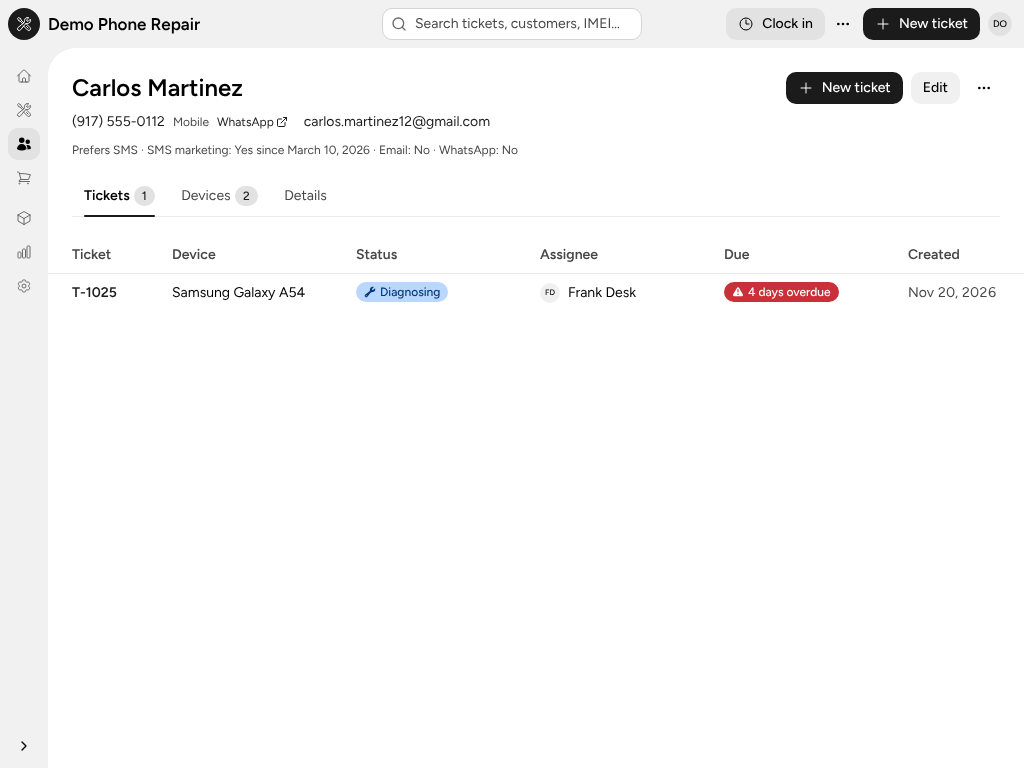 Demo Phone Repair
Search tickets, customers, IMEI...
Clock in
New ticket
DO
Carlos Martinez
New ticket
Edit
(917) 555-0112 Mobile WhatsApp carlos.martinez12@gmail.com
Prefers SMS · SMS marketing: Yes since March 10, 2026 · Email: No · WhatsApp: No
Tickets 1 Devices 2 Details
Ticket Device Status Assignee Due Created
T-1025 Samsung Galaxy A54 Diagnosing FD Frank Desk 4 days overdue Nov 20, 2026